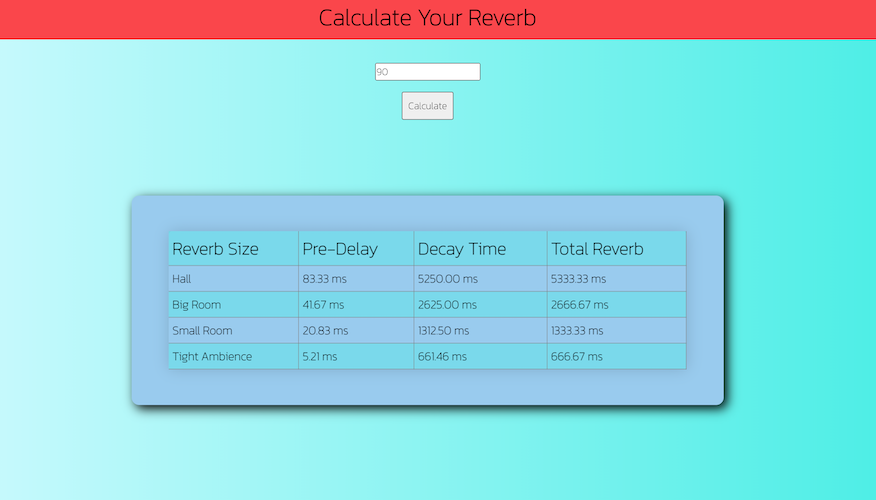 Calculate Your Reverb
90
Calculate
Reverb Size Pre-Delay Decay Time Total Reverb
Hall 83.33 ms 5250.00 ms 5333.33 ms
Big Room 41.67 ms 2625.00 ms 2666.67 ms
Small Room 20.83 ms 1312.50 ms 1333.33 ms
Tight Ambience 5.21 ms 661.46 ms 666.67 ms